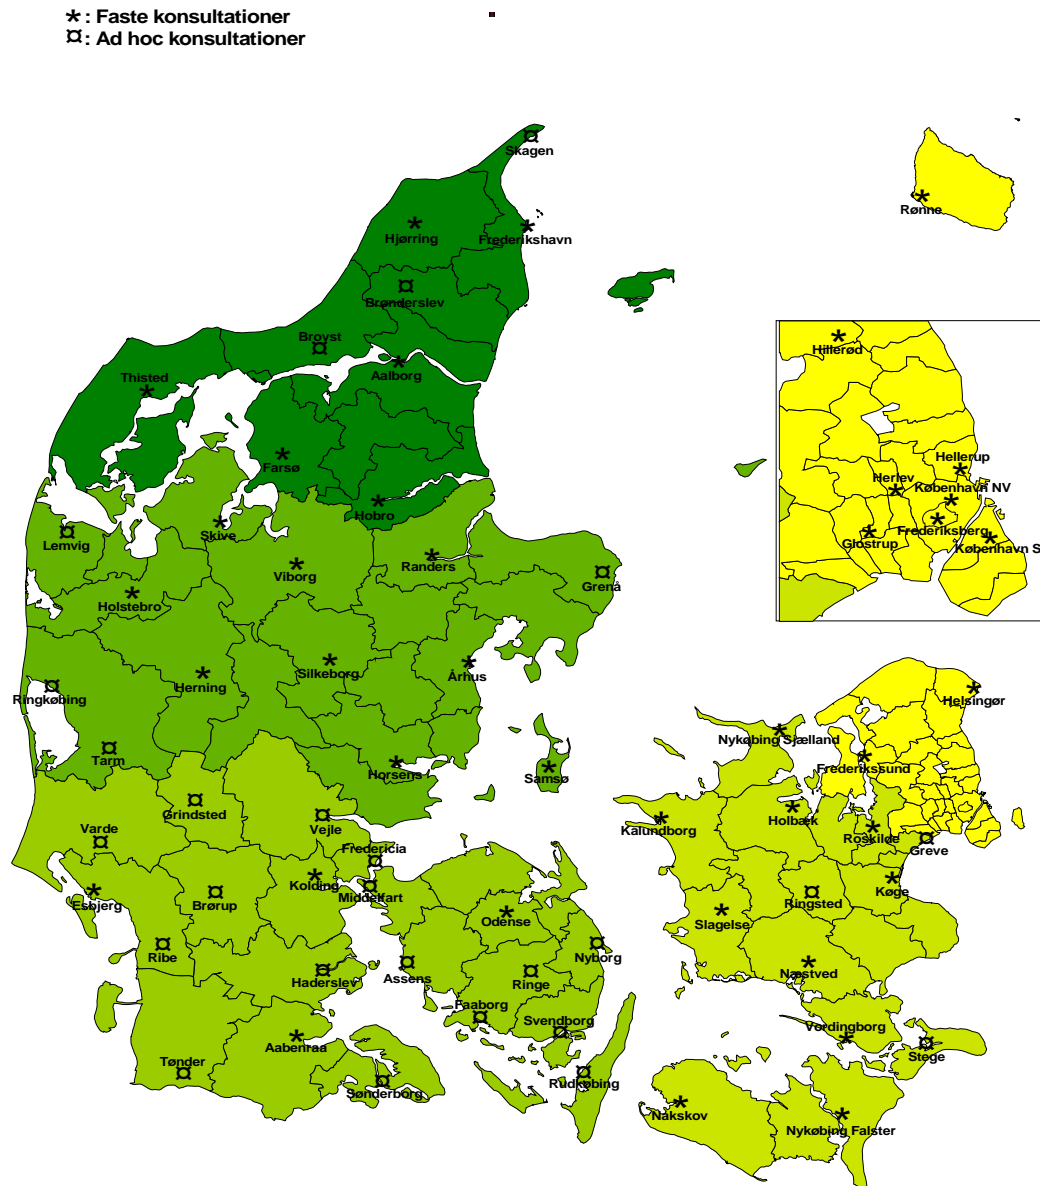 *: Faste konsultationer
¤: Ad hoc konsultationer
Skagen
Rønne
Hjørring
Frederikshavn
Brønderslev
Brovst
Aalborg
Thisted
Hillerød
Farsø
Hellerup
Herlev
København NV
Hobro
Skive
Frederiksberg
Glostrup
København S
Lemvig
Viborg
Randers
Grenå
Holstebro
Silkeborg
Århus
Herning
Ringkøbing
Helsingør
Nykøbing Sjælland
Tarm
Horsens
Samsø
Frederikssund
Grindsted
Vejle
Holbæk
Kalundborg
Varde
Roskilde
Greve
Fredericia
Kolding
Middelfart
Esbjerg
Brørup
Køge
Ringsted
Odense
Slagelse
Ribe
Nyborg
Haderslev
Assens
Ringe
Næstved
Faaborg
Svendborg
Vordingborg
Aabenraa
Stege
Tønder
Sønderborg
Rudkøbing
Nakskov
Nykøbing Falster